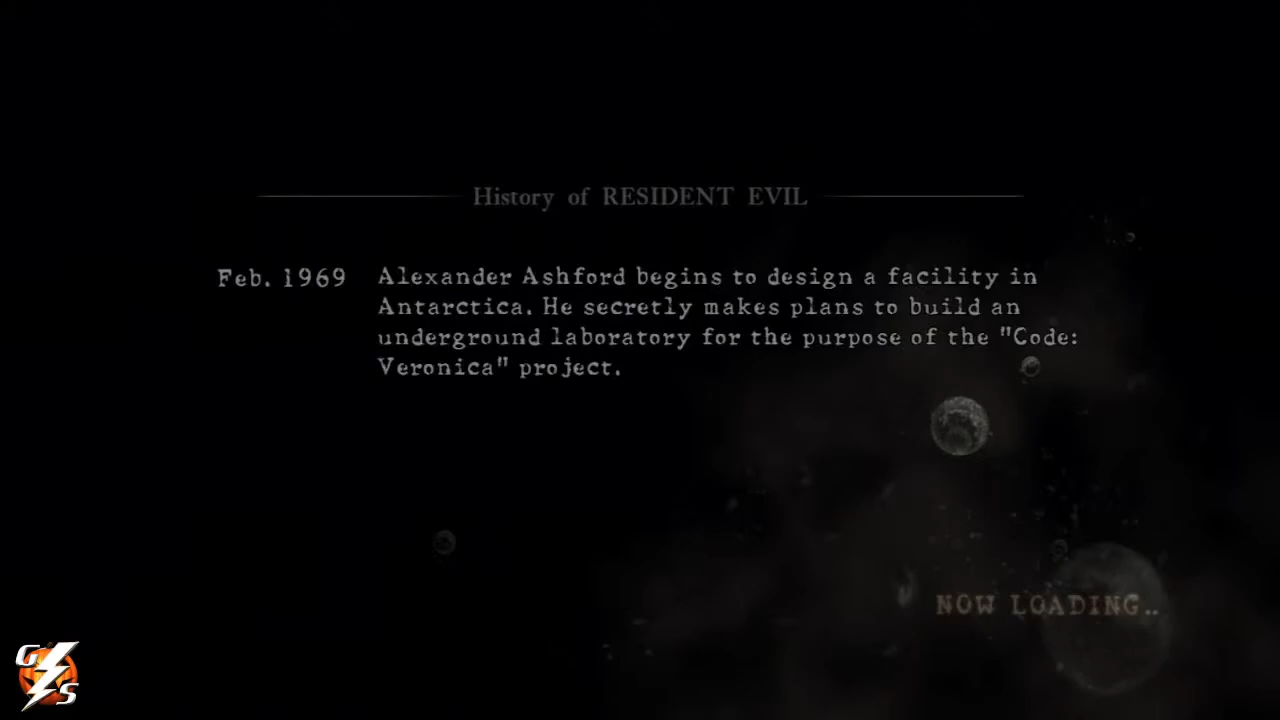 History of RESIDENT EVIL
Feb. 1969 Alexander Ashford begins to design a facility in
Antarctica. He secretly makes plans to build an
underground laboratory for the purpose of the "Code:
Veronica" project.
NOW LOADING..
G S